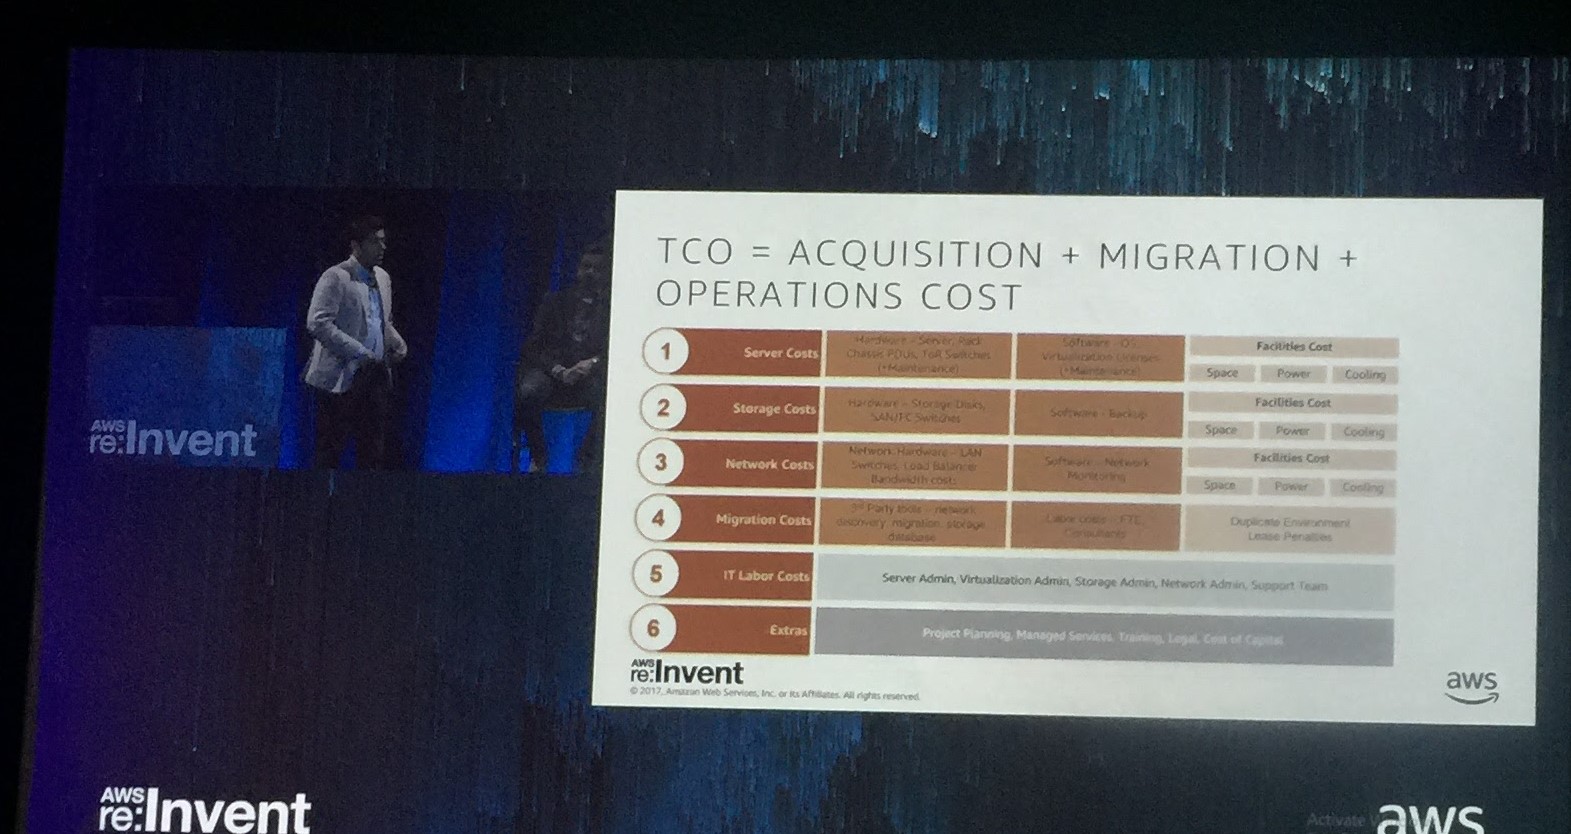 TCO = ACQUISITION + MIGRATION +
OPERATIONS COST
1
Server Costs
Hardware - Server, Rack
Chassis PDUs, ToR Switches
(+Maintenance)
Software - OS,
Virtualization Licenses
(+Maintenance)
Facilities Cost
Space
Power
Cooling
2
Storage Costs
Hardware - Storage Disks,
SAN/FC Switches
Software - Backup
Facilities Cost
Space
Power
Cooling
3
Network Costs
Network Hardware - LAN
Switches, Load Balancer
Bandwidth costs
Software - Network
Monitoring
Facilities Cost
Space
Power
Cooling
4
Migration Costs
3rd Party tools - network
discovery, migration, storage
database
Labor costs - FTE,
Consultants
Duplicate Environment
Lease Penalties
5
IT Labor Costs
Server Admin, Virtualization Admin, Storage Admin, Network Admin, Support Team
6
Extras
Project Planning, Managed Services, Training, Legal, Cost of Capital
AWS
re:Invent
© 2017, Amazon Web Services, Inc. or its Affiliates. All rights reserved.
aws
AWS
re:Invent
AWS
re:Invent
Activate
aws